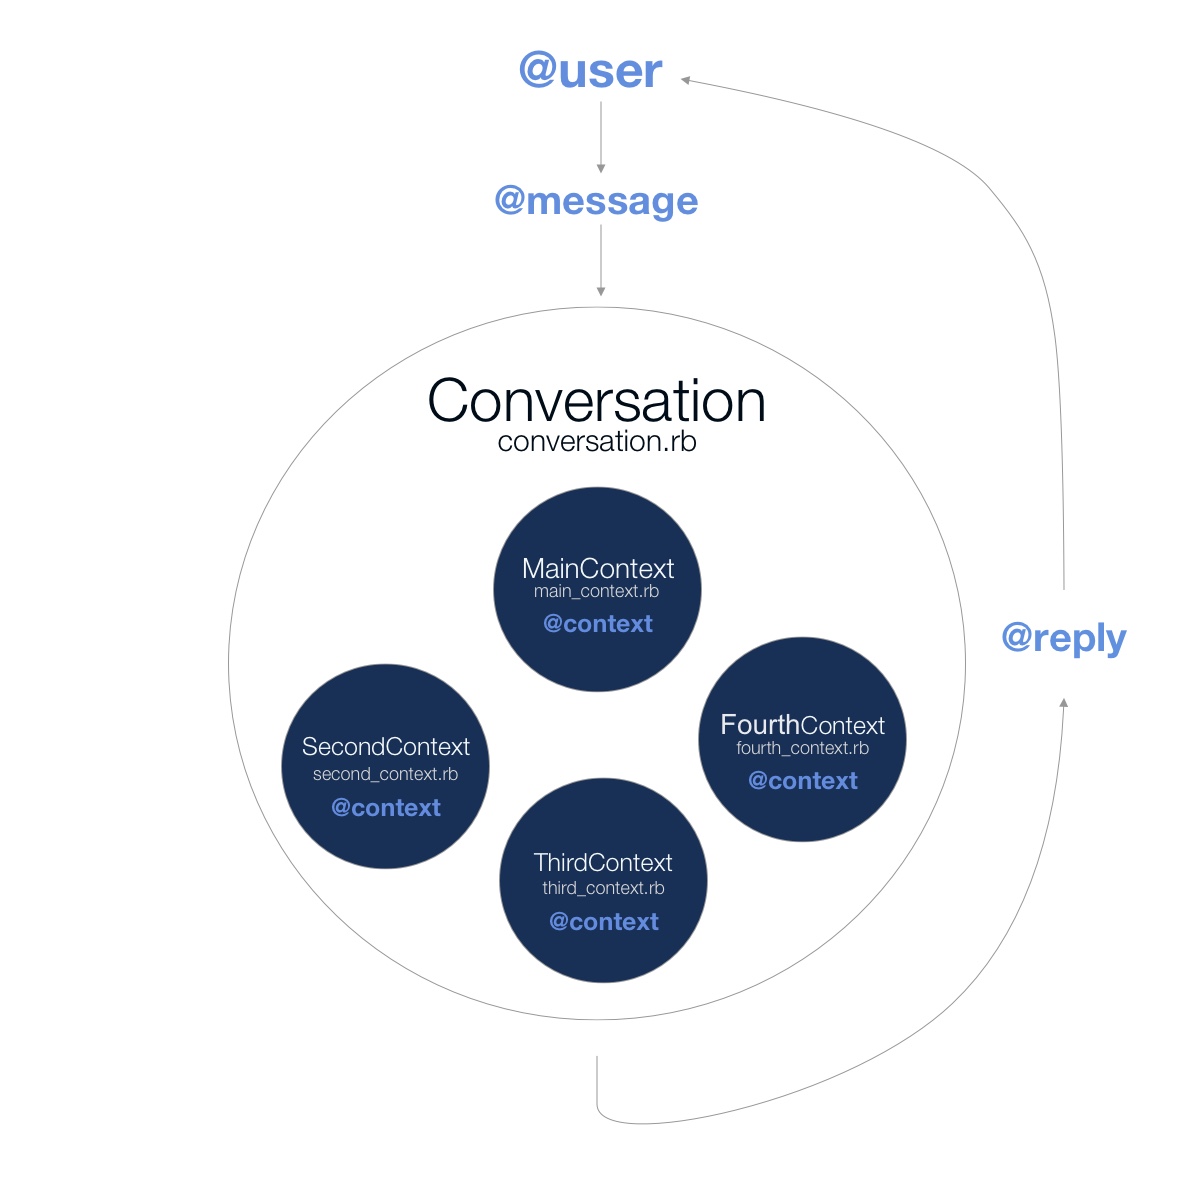 @user
@message
Conversation
conversation.rb
MainContext
main_context.rb
@context
@reply
FourthContext
fourth_context.rb
@context
SecondContext
second_context.rb
@context
ThirdContext
third_context.rb
@context